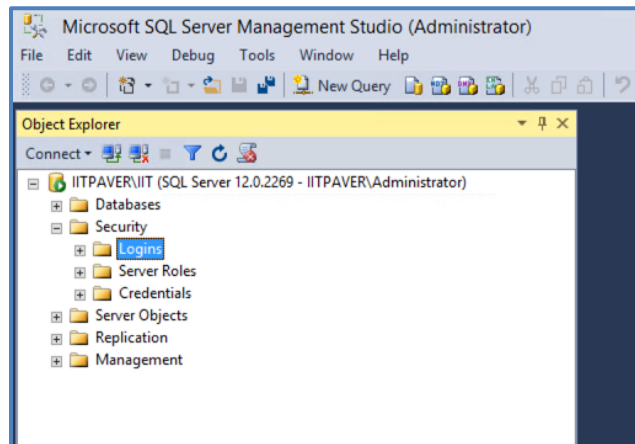 Microsoft SQL Server Management Studio (Administrator)
File Edit View Debug Tools Window Help
New Query
Object Explorer
Connect
IITPAVER\IIT (SQL Server 12.0.2269 - IITPAVER\Administrator)
Databases
Security
Logins
Server Roles
Credentials
Server Objects
Replication
Management